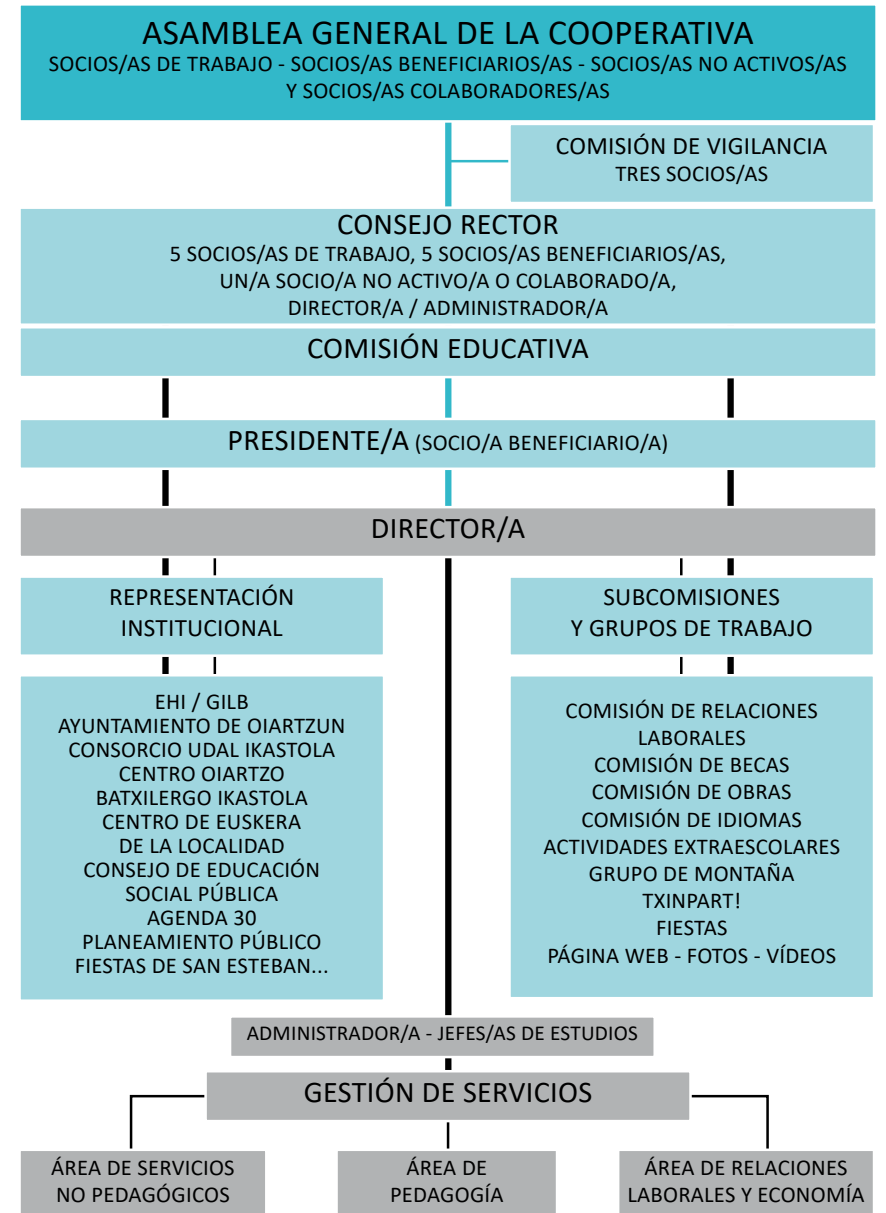 ASAMBLEA GENERAL DE LA COOPERATIVA
SOCIOS/AS DE TRABAJO - SOCIOS/AS BENEFICIARIOS/AS - SOCIOS/AS NO ACTIVOS/AS
Y SOCIOS/AS COLABORADORES/AS
COMISIÓN DE VIGILANCIA
TRES SOCIOS/AS
CONSEJO RECTOR
5 SOCIOS/AS DE TRABAJO, 5 SOCIOS/AS BENEFICIARIOS/AS,
UN/A SOCIO/A NO ACTIVO/A O COLABORADO/A,
DIRECTOR/A / ADMINISTRADOR/A
COMISIÓN EDUCATIVA
PRESIDENTE/A (SOCIO/A BENEFICIARIO/A)
DIRECTOR/A
REPRESENTACIÓN
INSTITUCIONAL
EHI / GILB
AYUNTAMIENTO DE OIARTZUN
CONSORCIO UDAL IKASTOLA
CENTRO OIARTZO
BATXILERGO IKASTOLA
CENTRO DE EUSKERA
DE LA LOCALIDAD
CONSEJO DE EDUCACIÓN
SOCIAL PÚBLICA
AGENDA 30
PLANEAMIENTO PÚBLICO
FIESTAS DE SAN ESTEBAN...
SUBCOMISIONES
Y GRUPOS DE TRABAJO
COMISIÓN DE RELACIONES
LABORALES
COMISIÓN DE BECAS
COMISIÓN DE OBRAS
COMISIÓN DE IDIOMAS
ACTIVIDADES EXTRAESCOLARES
GRUPO DE MONTAÑA
TXINPART!
FIESTAS
PÁGINA WEB - FOTOS - VÍDEOS
ADMINISTRADOR/A - JEFES/AS DE ESTUDIOS
GESTIÓN DE SERVICIOS
ÁREA DE SERVICIOS
NO PEDAGÓGICOS
ÁREA DE
PEDAGOGÍA
ÁREA DE RELACIONES
LABORALES Y ECONOMÍA